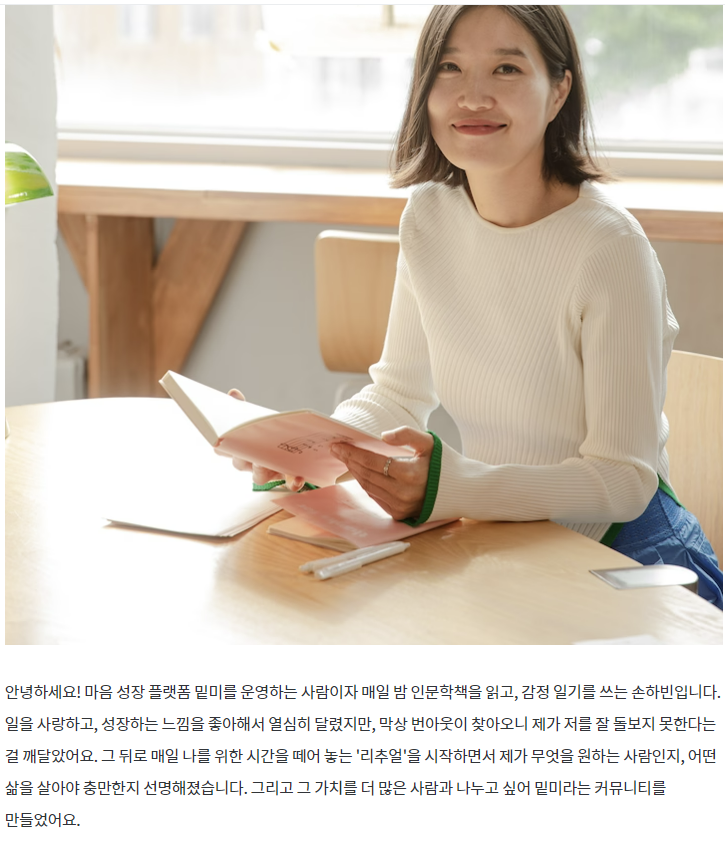 안녕하세요! 마음 성장 플랫폼 밑미를 운영하는 사람이자 매일 밤 인문학책을 읽고, 감정 일기를 쓰는 손하빈입니다.
일을 사랑하고, 성장하는 느낌을 좋아해서 열심히 달렸지만, 막상 번아웃이 찾아오니 제가 저를 잘 돌보지 못한다는
걸 깨달았어요. 그 뒤로 매일 나를 위한 시간을 떼어 놓는 '리추얼'을 시작하면서 제가 무엇을 원하는 사람인지, 어떤
삶을 살아야 충만한지 선명해졌습니다. 그리고 그 가치를 더 많은 사람과 나누고 싶어 밑미라는 커뮤니티를
만들었어요.